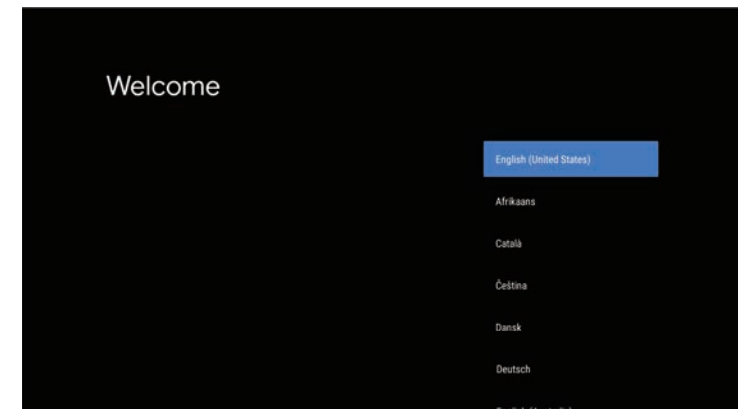 Welcome
English (United States)
Afrikaans
Català
Čeština
Dansk
Deutsch